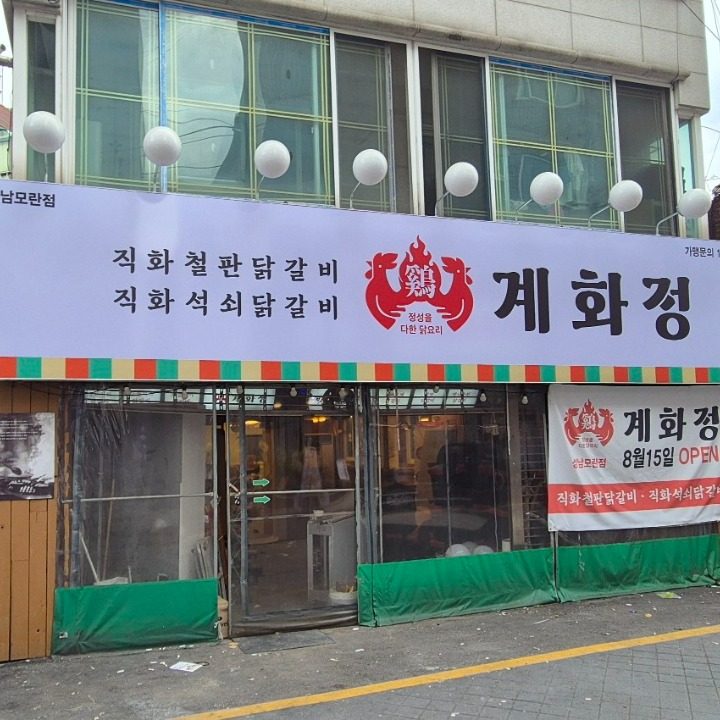 남모란점
가맹문의 1
직화철판닭갈비
직화석쇠닭갈비
鷄
정성을
다한 닭요리
계화정
鷄
계화정
성남모란점
8월15일 OPEN
직화철판닭갈비 · 직화석쇠닭갈비